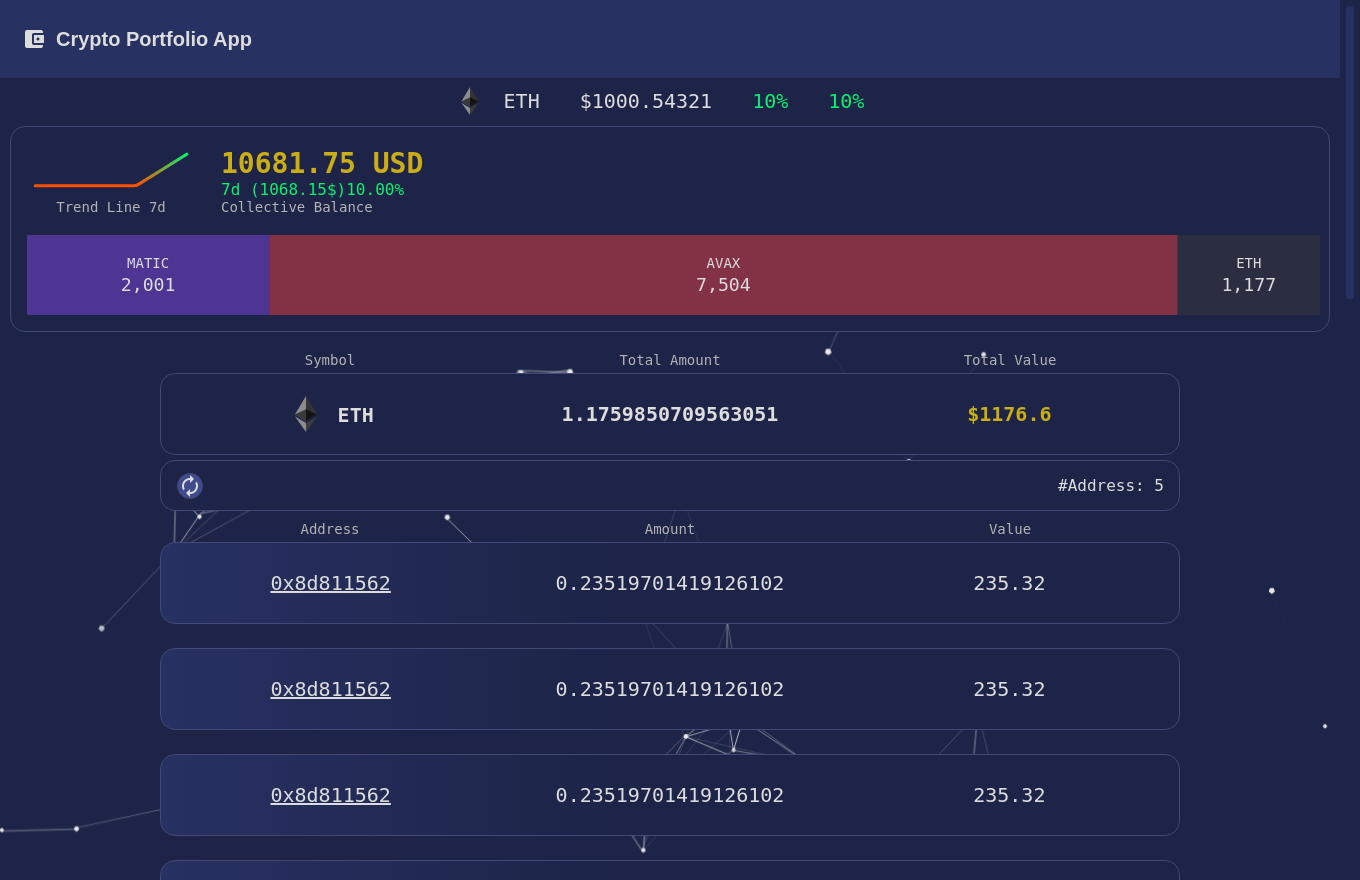 Crypto Portfolio App
ETH $1000.54321 10% 10%
10681.75 USD
7d (1068.15$)10.00%
Trend Line 7d
Collective Balance
MATIC AVAX ETH
2,001 7,504 1,177
Symbol Total Amount Total Value
ETH 1.1759850709563051 $1176.6
#Address: 5
Address Amount Value
0x8d811562 0.23519701419126102 235.32
0x8d811562 0.23519701419126102 235.32
0x8d811562 0.23519701419126102 235.32